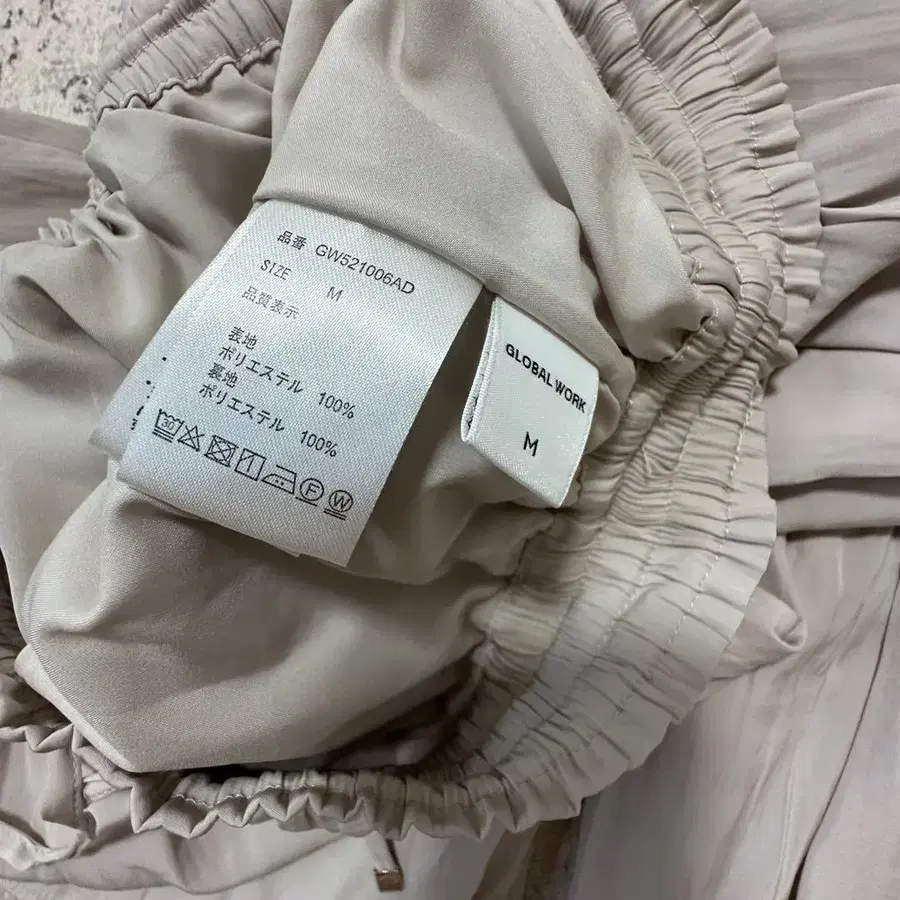 品番 GW521006AD
SIZE M
品質表示
表地
ポリエステル 100%
裏地
ポリエステル 100%
30
F W
GLOBAL WORK
M